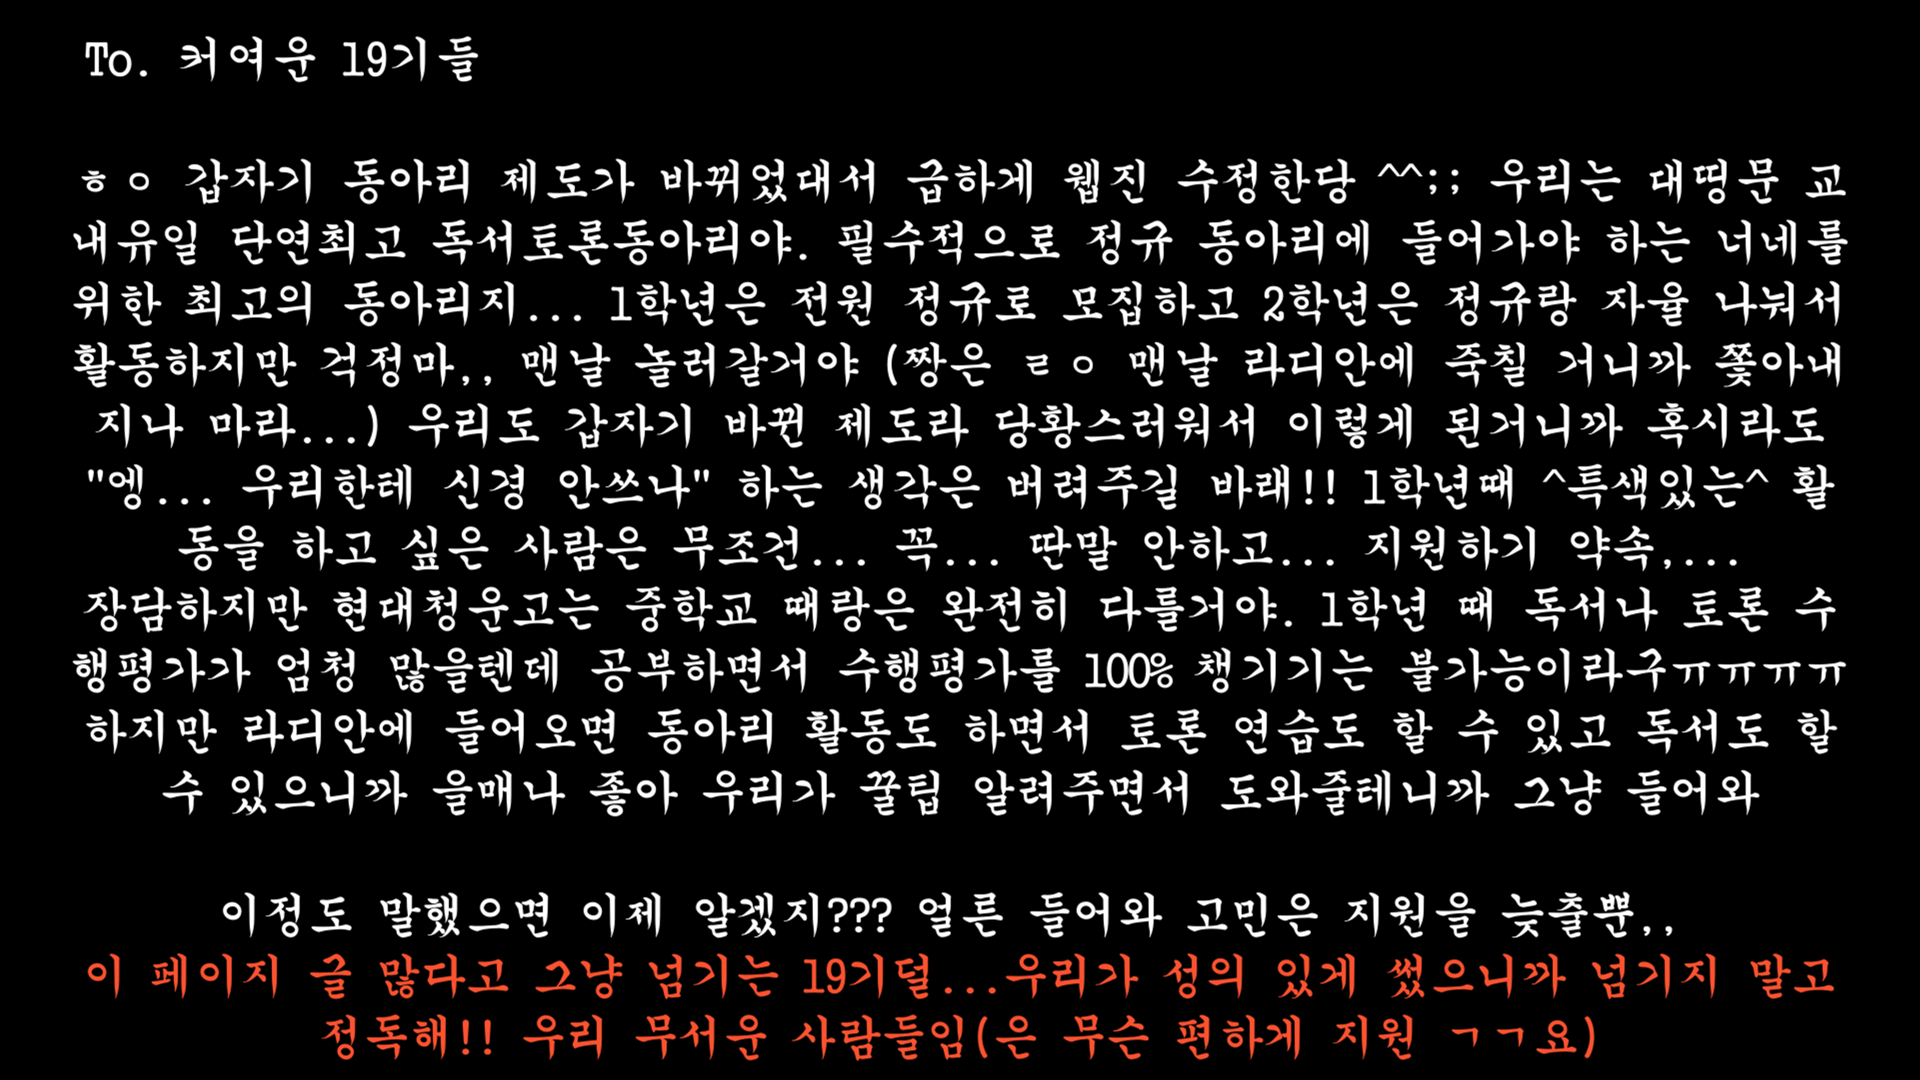 To. 커여운 19기들
ㅎㅇ 갑자기 동아리 제도가 바뀌었대서 급하게 웹진 수정한당 ^^;; 우리는 대띵문 교
내유일 단연최고 독서토론동아리야. 필수적으로 정규 동아리에 들어가야 하는 너네를
위한 최고의 동아리지... 1학년은 전원 정규로 모집하고 2학년은 정규랑 자율 나눠서
활동하지만 걱정마,, 맨날 놀러갈거야 (짱은 ㄹㅇ 맨날 라디안에 죽칠 거니까 쫓아내
지나 마라...) 우리도 갑자기 바뀐 제도라 당황스러워서 이렇게 된거니까 혹시라도
"엥... 우리한테 신경 안쓰나" 하는 생각은 버려주길 바래!! 1학년때 ^특색있는^ 활
동을 하고 싶은 사람은 무조건... 꼭... 딴말 안하고... 지원하기 약속,...
장담하지만 현대청운고는 중학교 때랑은 완전히 다를거야. 1학년 때 독서나 토론 수
행평가가 엄청 많을텐데 공부하면서 수행평가를 100% 챙기기는 불가능이라구ㅠㅠㅠㅠ
하지만 라디안에 들어오면 동아리 활동도 하면서 토론 연습도 할 수 있고 독서도 할
수 있으니까 을매나 좋아 우리가 꿀팁 알려주면서 도와줄테니까 그냥 들어와
이정도 말했으면 이제 알겠지??? 얼른 들어와 고민은 지원을 늦출뿐,,
이 페이지 글 많다고 그냥 넘기는 19기덜...우리가 성의 있게 썼으니까 넘기지 말고
정독해!! 우리 무서운 사람들임(은 무슨 편하게 지원 ㄱㄱ요)